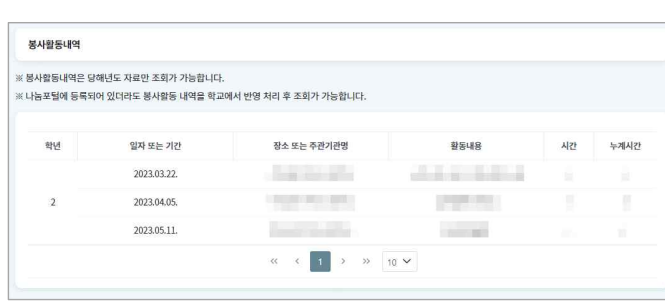 봉사활동내역
※ 봉사활동내역은 당해년도 자료만 조회가 가능합니다.
※ 나눔포털에 등록되어 있더라도 봉사활동 내역을 학교에서 반영 처리 후 조회가 가능합니다.
학년 일자 또는 기간 장소 또는 주관기관명 활동내용 시간 누계시간
2023.03.22.
2 2023.04.05.
2023.05.11.
« < 1 > » 10